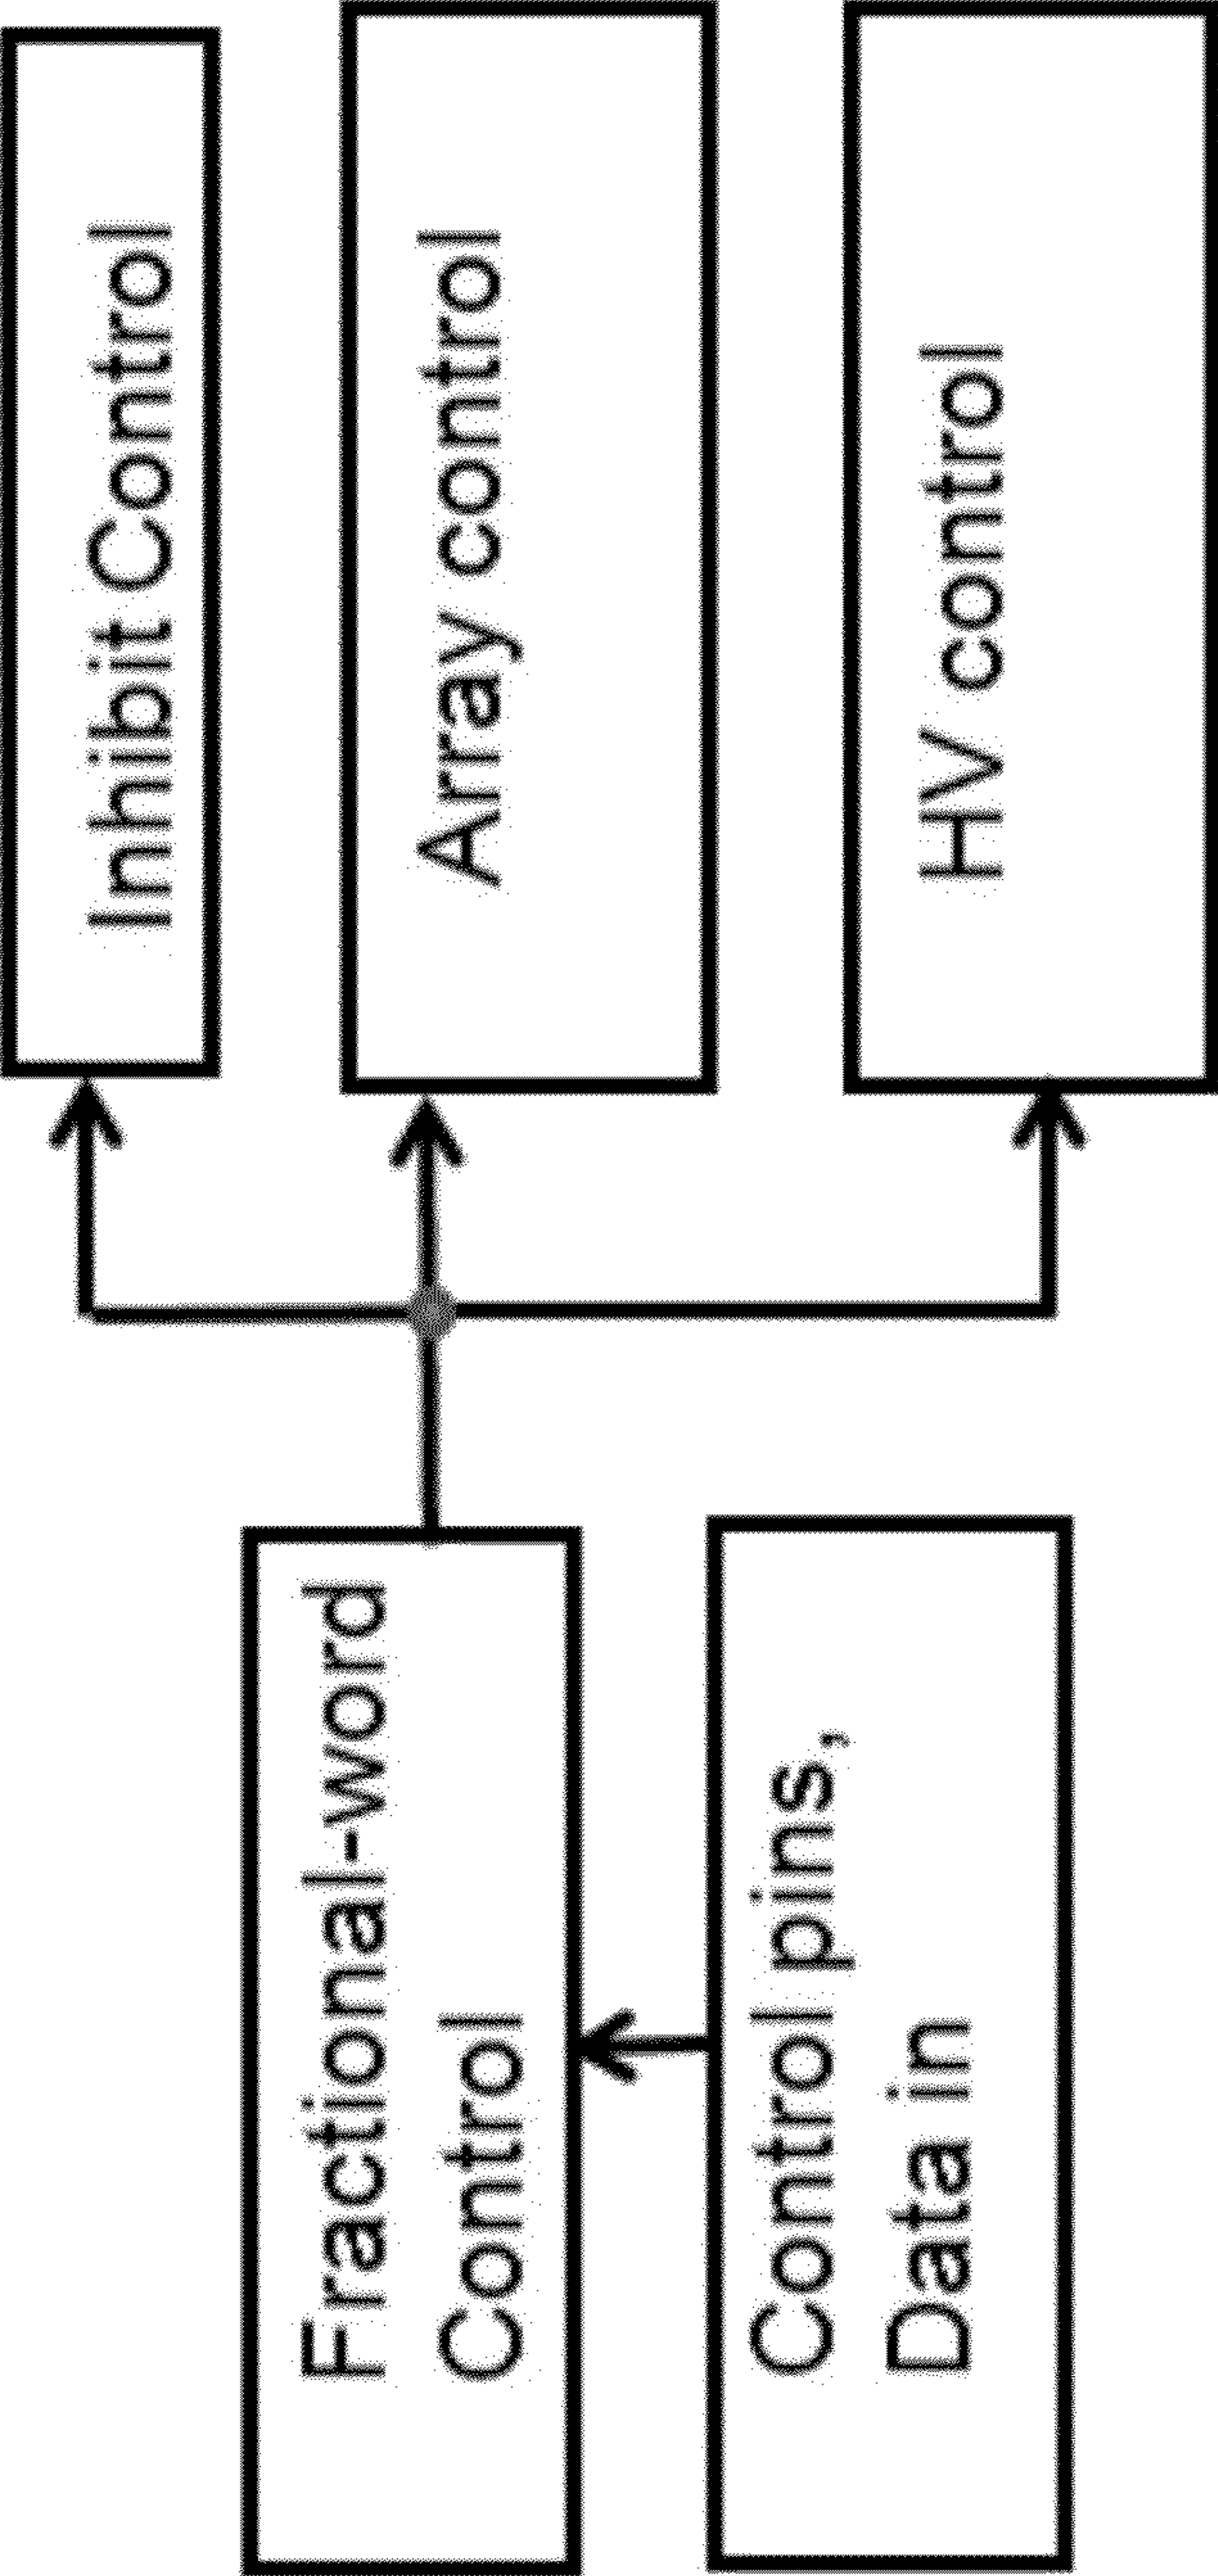 Inhibit Control
Array control
HV control
Fractional-word
Control
Control pins,
Data in